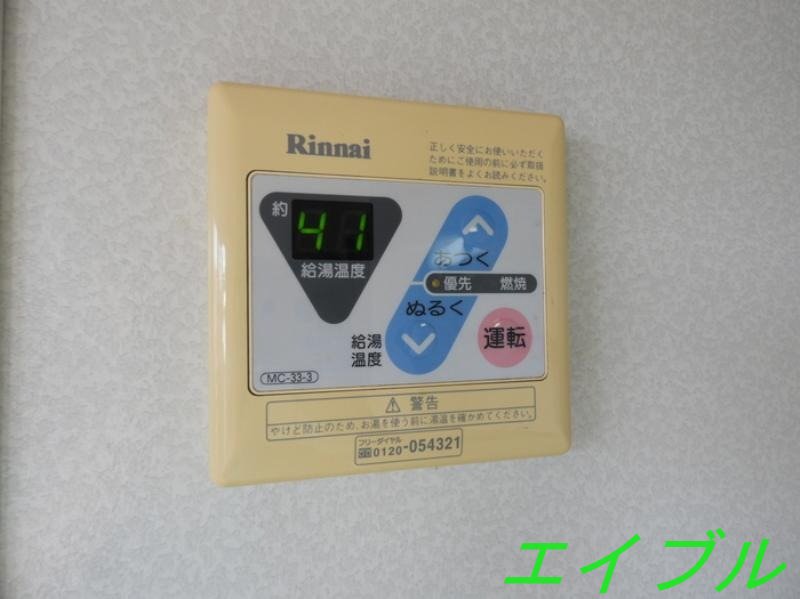 Rinnai
正しく安全にお使いいただく
ためにご使用の前に必ず取扱
説明書をよくお読みください。
約
41
給湯温度
あつく
優先 燃焼
ぬるく
給湯
温度
運転
MC-33-3
⚠ 警告
やけど防止のため、お湯を使う前に湯温を確かめてください。
フリーダイヤル
0120-054321
エイブル